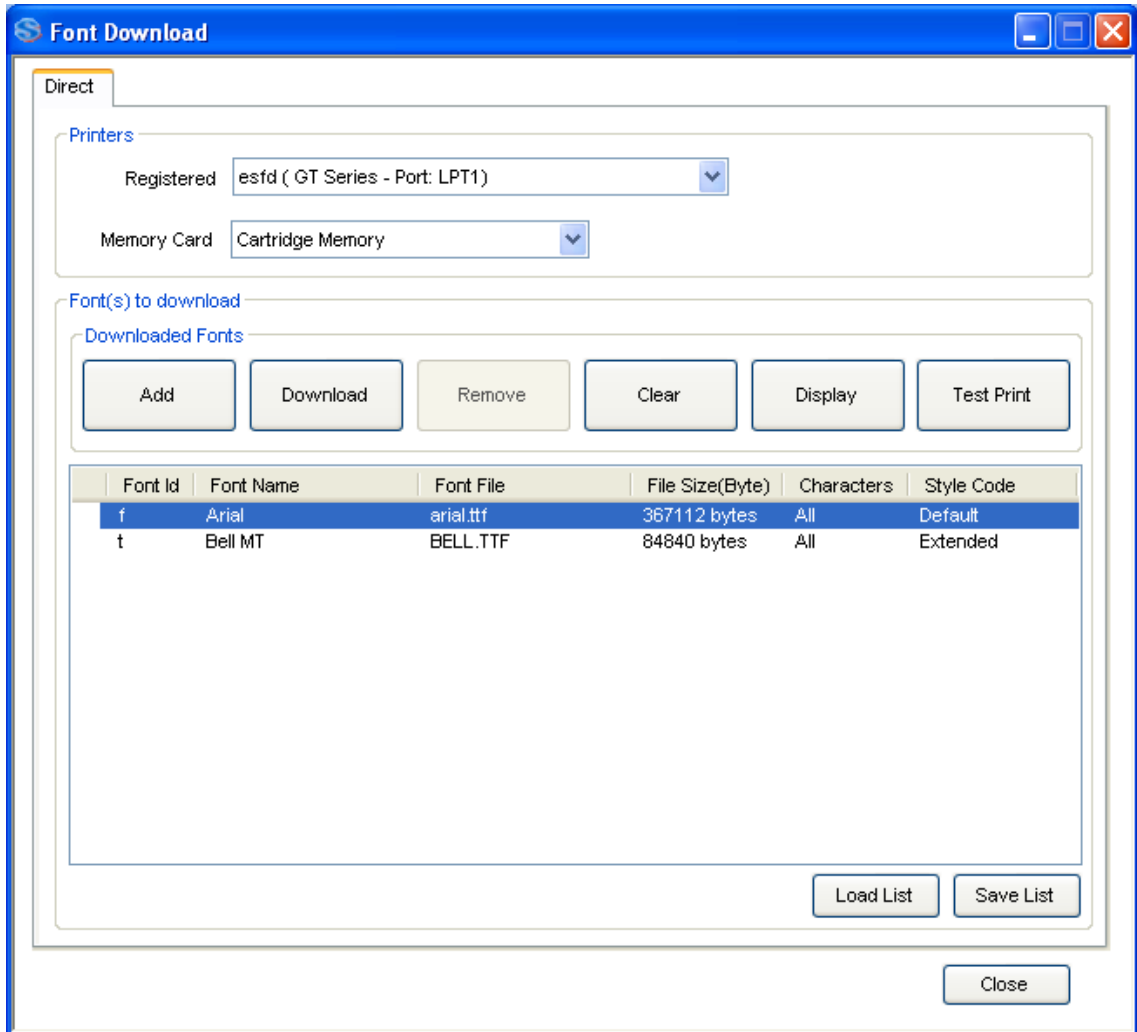 Font Download
Direct
Printers
Registered esfd ( GT Series - Port: LPT1)
Memory Card Cartridge Memory
Font(s) to download
Downloaded Fonts
Add Download Remove Clear Display Test Print
Font Id Font Name Font File File Size(Byte) Characters Style Code
f Arial arial.ttf 367112 bytes All Default
t Bell MT BELL.TTF 84840 bytes All Extended
Load List Save List
Close